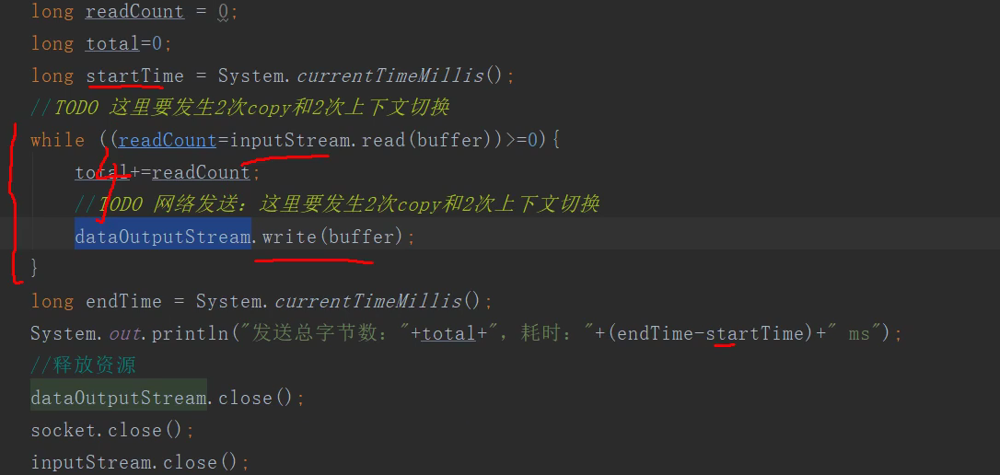 long readCount = 0;
long total=0;
long startTime = System.currentTimeMillis();
//TODO 这里要发生2次copy和2次上下文切换
while ((readCount=inputStream.read(buffer))>=0){
total+=readCount;
//TODO 网络发送：这里要发生2次copy和2次上下文切换
dataOutputStream.write(buffer);
}
long endTime = System.currentTimeMillis();
System.out.println("发送总字节数："+total+"，耗时："+(endTime-startTime)+" ms");
//释放资源
dataOutputStream.close();
socket.close();
inputStream.close();